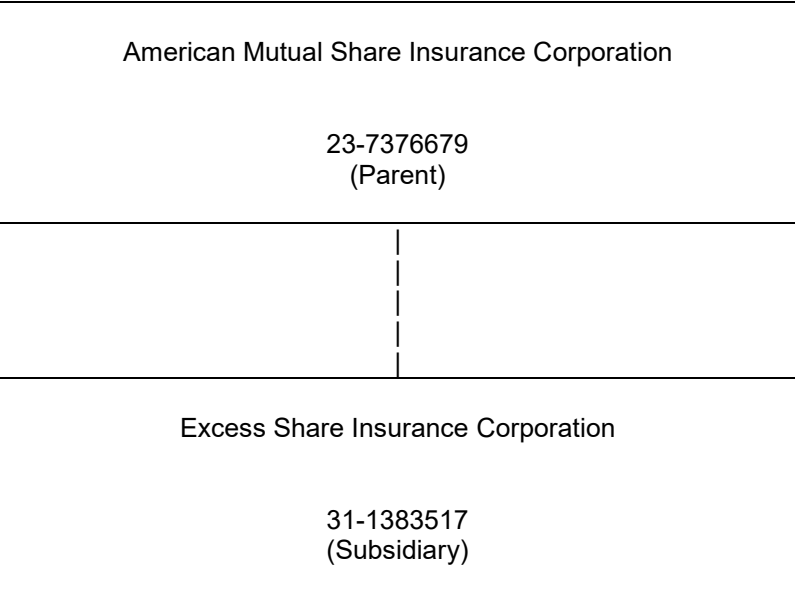 American Mutual Share Insurance Corporation
23-7376679
(Parent)
|
|
|
|
|
Excess Share Insurance Corporation
31-1383517
(Subsidiary)